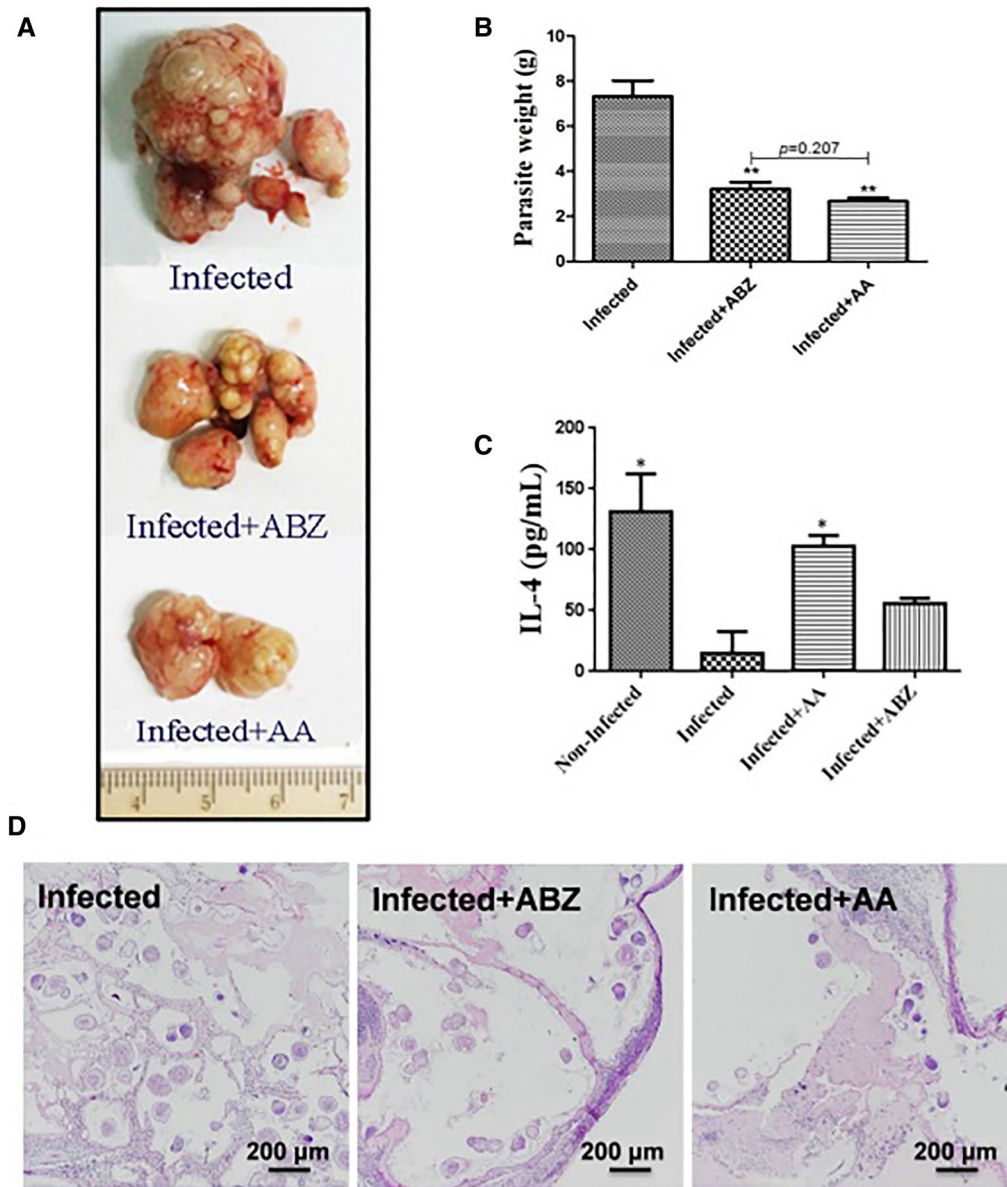 A
Infected
Infected+ABZ
Infected+AA
4 5 6 7
B
Parasite weight (g)
10
8
6
4
2
0
p=0.207
**
**
Infected
Infected+ABZ
Infected+AA
C
IL-4 (pg/mL)
200
150
100
50
0
*
*
Non-Infected
Infected
Infected+AA
Infected+ABZ
D
Infected
200 µm
Infected+ABZ
200 µm
Infected+AA
200 µm